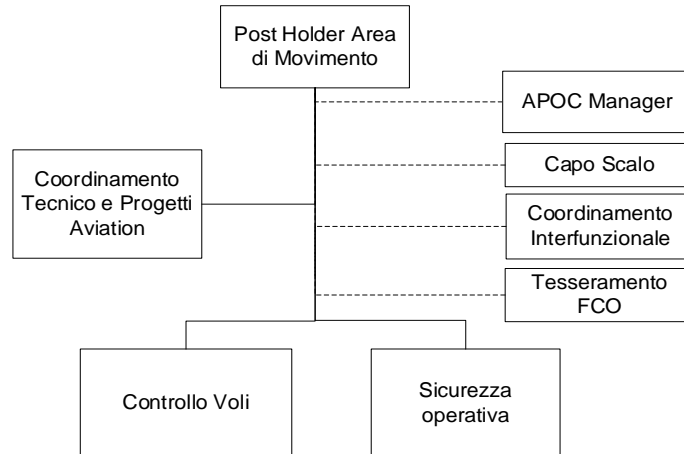 Post Holder Area
di Movimento
APOC Manager
Capo Scalo
Coordinamento
Tecnico e Progetti
Aviation
Coordinamento
Interfunzionale
Tesseramento
FCO
Controllo Voli
Sicurezza
operativa